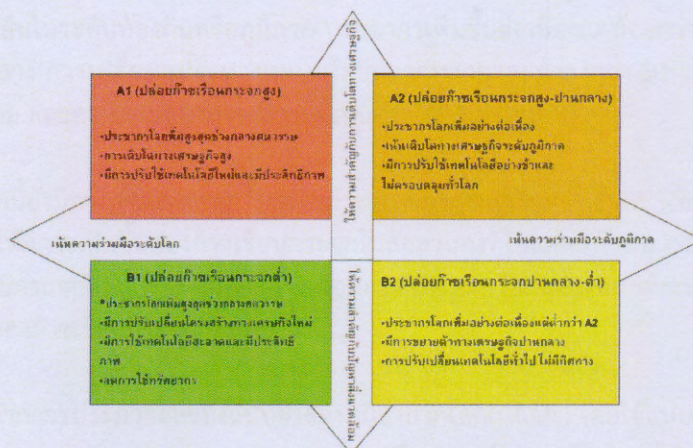 ให้ความสำคัญกับการเติบโตทางเศรษฐกิจ
A1 (ปล่อยก๊าซเรือนกระจกสูง)
•ประชากรโลกเพิ่มสูงสุดช่วงกลางศตวรรษ
•การเติบโตทางเศรษฐกิจสูง
•มีการปรับใช้เทคโนโลยีใหม่และมีประสิทธิภาพ
A2 (ปล่อยก๊าซเรือนกระจกสูง-ปานกลาง)
•ประชากรโลกเพิ่มอย่างต่อเนื่อง
•เน้นเติบโตทางเศรษฐกิจระดับภูมิภาค
•มีการปรับใช้เทคโนโลยีอย่างช้าและ
ไม่ครอบคลุมทั่วโลก
เน้นความร่วมมือระดับโลก
เน้นความร่วมมือระดับภูมิภาค
B1 (ปล่อยก๊าซเรือนกระจกต่ำ)
•ประชากรโลกเพิ่มสูงสุดช่วงกลางศตวรรษ
•มีการปรับเปลี่ยนโครงสร้างทางเศรษฐกิจใหม่
•มีการใช้เทคโนโลยีสะอาดและมีประสิทธิ
ภาพ
•ลดการใช้ทรัพยากร
B2 (ปล่อยก๊าซเรือนกระจกปานกลาง-ต่ำ)
•ประชากรโลกเพิ่มอย่างต่อเนื่องแต่ต่ำกว่า A2
•มีการขยายตัวทางเศรษฐกิจปานกลาง
•การปรับเปลี่ยนเทคโนโลยีทั่วไป ไม่มีทิศทาง
ให้ความสำคัญกับปัญหาสิ่งแวดล้อม